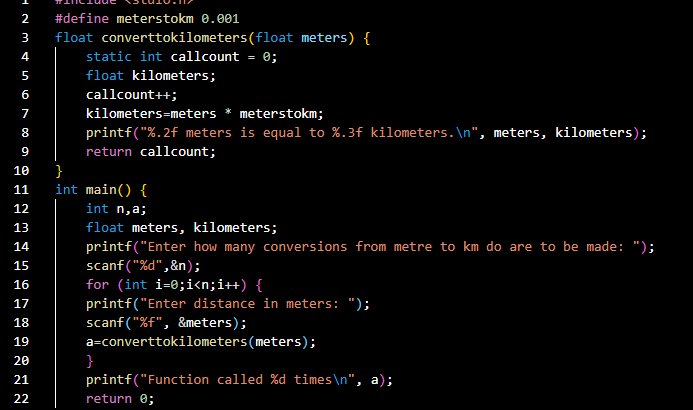 1 #include <stdio.h>
2 #define meterstokm 0.001
3 float converttokilometers(float meters) {
4 static int callcount = 0;
5 float kilometers;
6 callcount++;
7 kilometers=meters * meterstokm;
8 printf("%.2f meters is equal to %.3f kilometers.\n", meters, kilometers);
9 return callcount;
10 }
11 int main() {
12 int n,a;
13 float meters, kilometers;
14 printf("Enter how many conversions from metre to km do are to be made: ");
15 scanf("%d",&n);
16 for (int i=0;i<n;i++) {
17 printf("Enter distance in meters: ");
18 scanf("%f", &meters);
19 a=converttokilometers(meters);
20 }
21 printf("Function called %d times\n", a);
22 return 0;